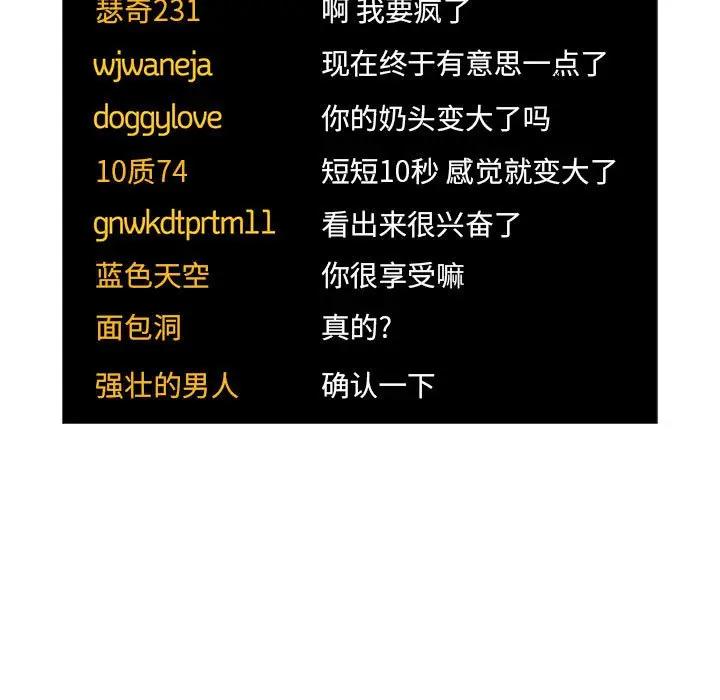 瑟奇231 啊 我要疯了
wjwaneja 现在终于有意思一点了
doggylove 你的奶头变大了吗
10质74 短短10秒 感觉就变大了
gnwkdtprtmll 看出来很兴奋了
蓝色天空 你很享受嘛
面包洞 真的?
强壮的男人 确认一下